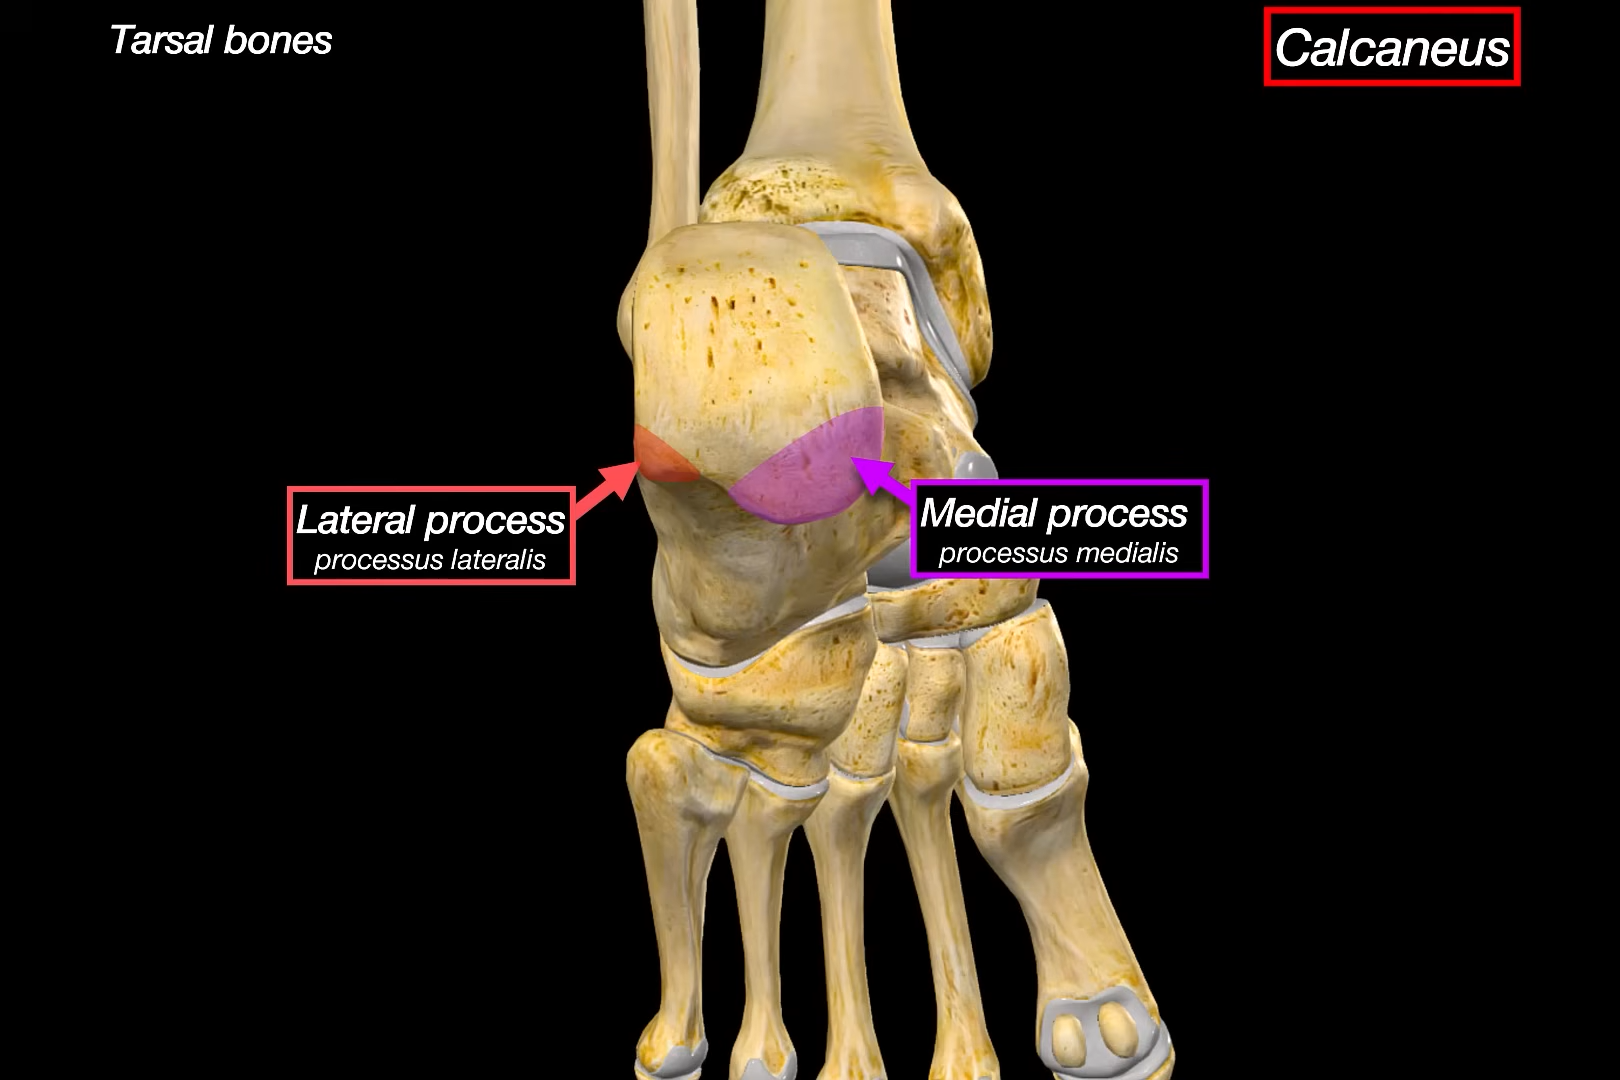 Tarsal bones
Calcaneus
Lateral process
processus lateralis
Medial process
processus medialis